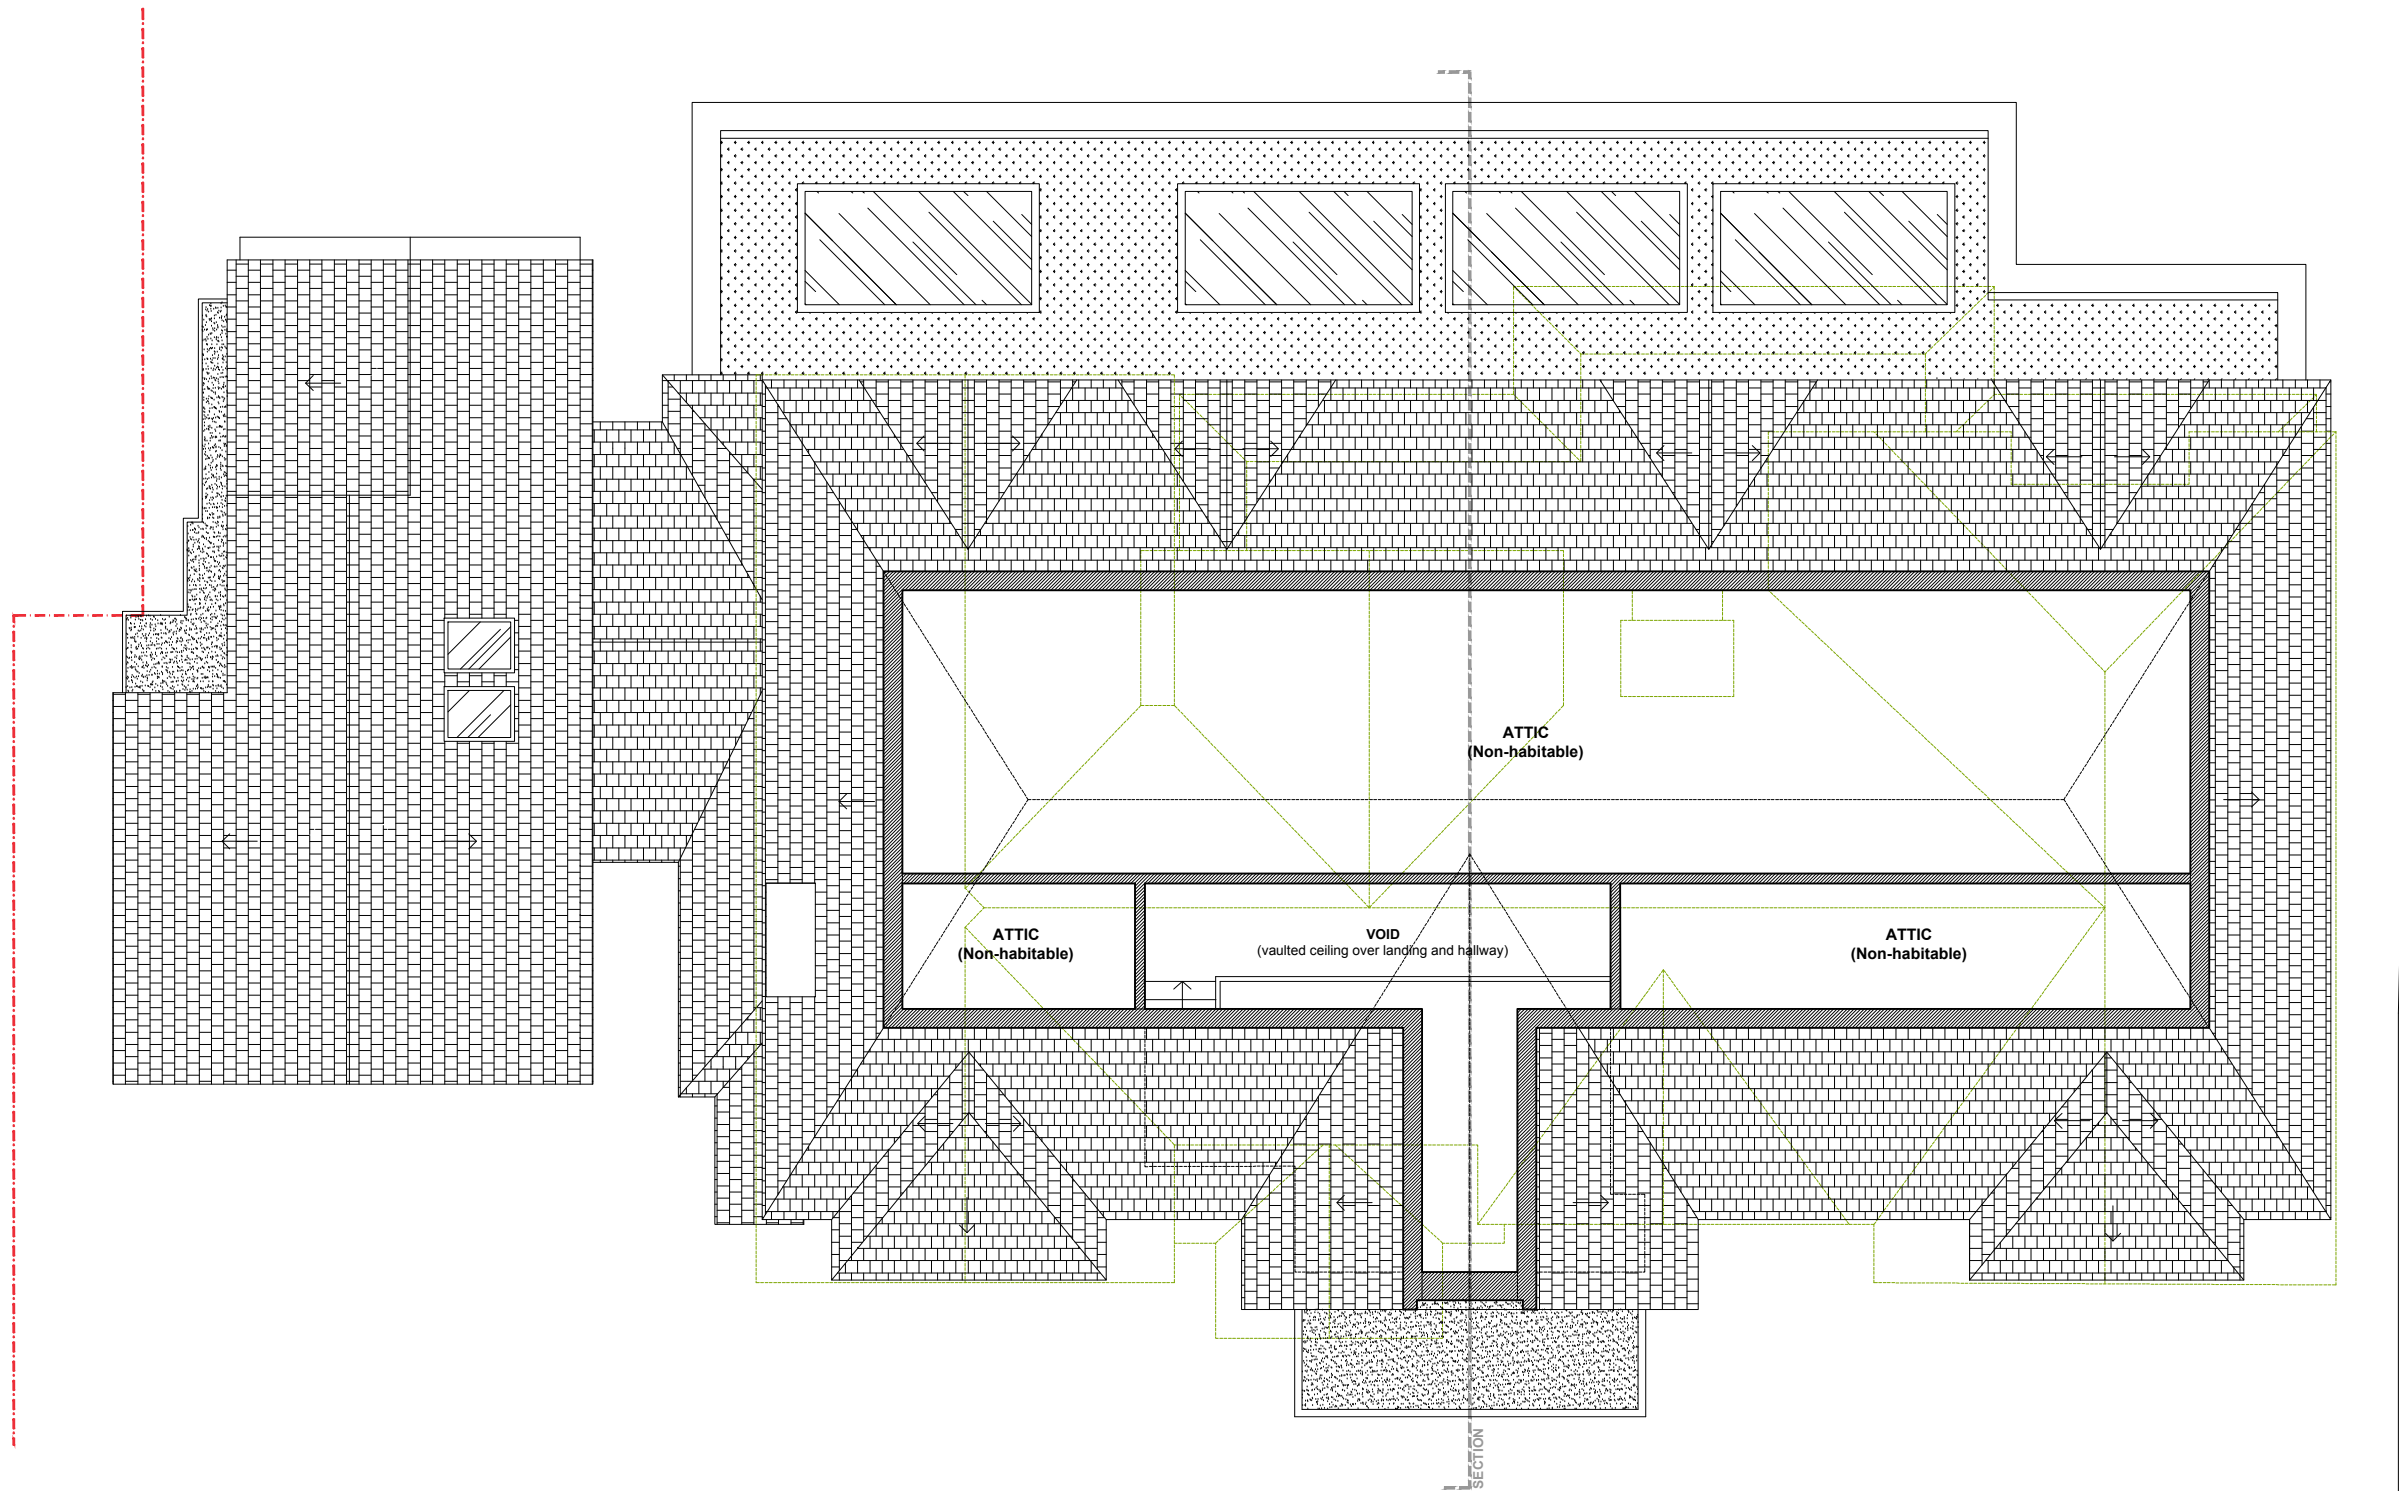 ATTIC
(Non-habitable)
ATTIC
(Non-habitable)
VOID
(vaulted ceiling over landing and hallway)
ATTIC
(Non-habitable)
SECTION